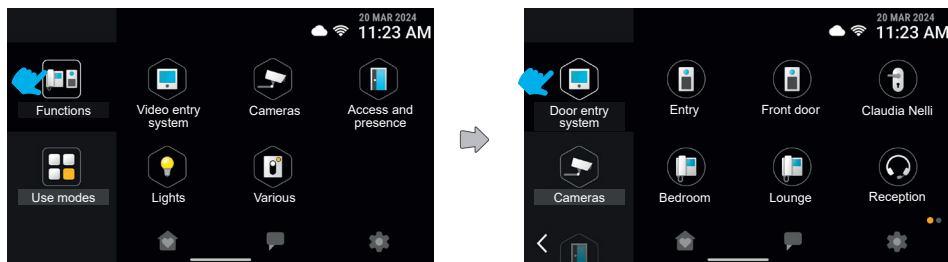 20 MAR 2024
11:23 AM
Functions
Video entry
system
Cameras
Access and
presence
Use modes
Lights
Various
20 MAR 2024
11:23 AM
Door entry
system
Entry
Front door
Claudia Nelli
Cameras
Bedroom
Lounge
Reception